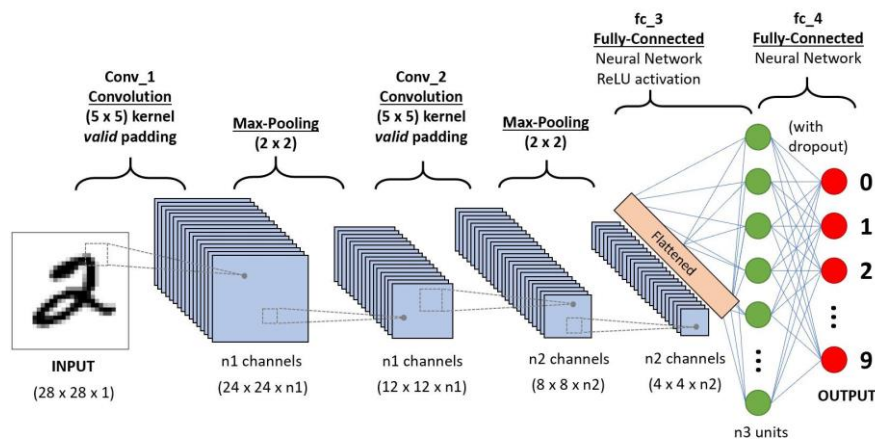 Conv_1
Convolution
(5 x 5) kernel
valid padding
Max-Pooling
(2 x 2)
Conv_2
Convolution
(5 x 5) kernel
valid padding
Max-Pooling
(2 x 2)
fc_3
Fully-Connected
Neural Network
ReLU activation
fc_4
Fully-Connected
Neural Network
(with
dropout)
Flattened
0
1
2
9
OUTPUT
INPUT
(28 x 28 x 1)
n1 channels
(24 x 24 x n1)
n1 channels
(12 x 12 x n1)
n2 channels
(8 x 8 x n2)
n2 channels
(4 x 4 x n2)
n3 units
2